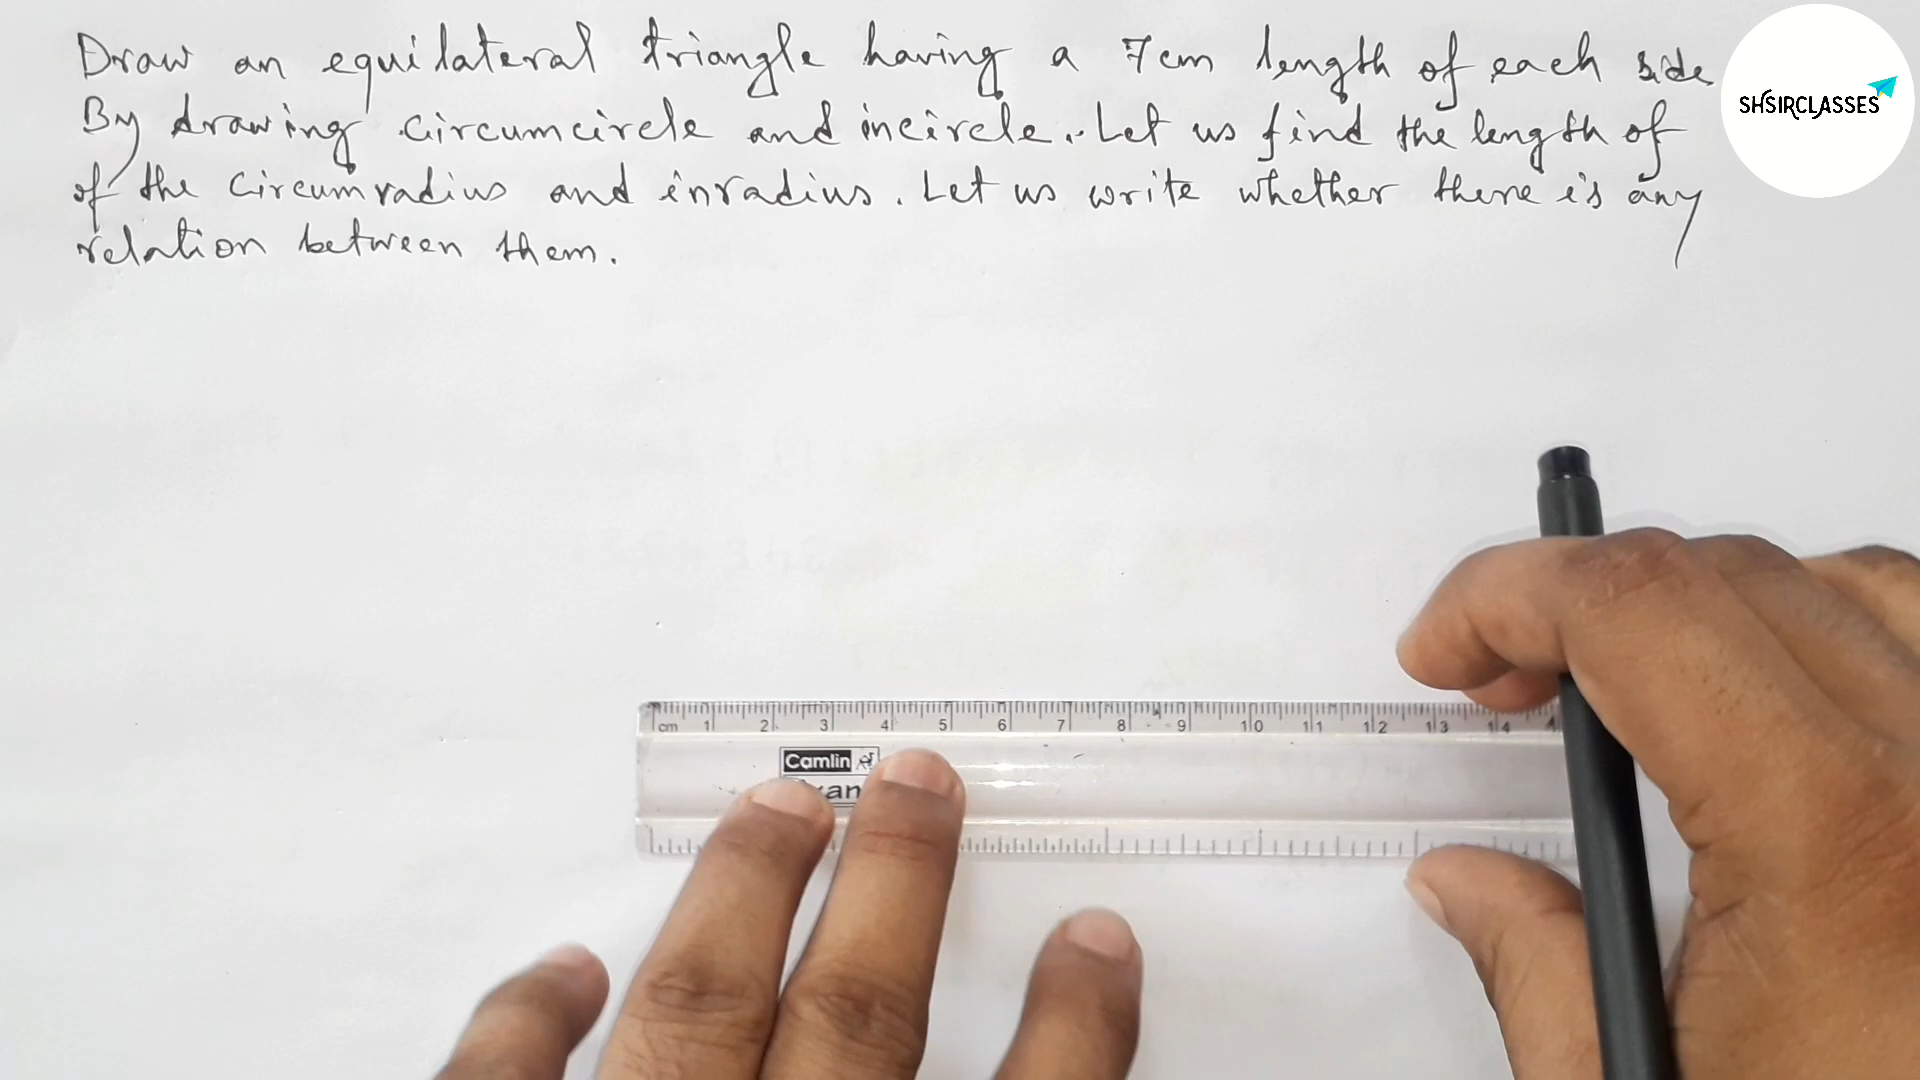 Draw an equilateral triangle having a 7cm length of each side
By drawing circumcircle and incircle. Let us find the length of
of the circumradius and inradius. Let us write whether there is any
relation between them.
SHSIRCLASSES
cm 1 2 3 4 5 6 7 8 9 10 11 12 13 14
Camlin